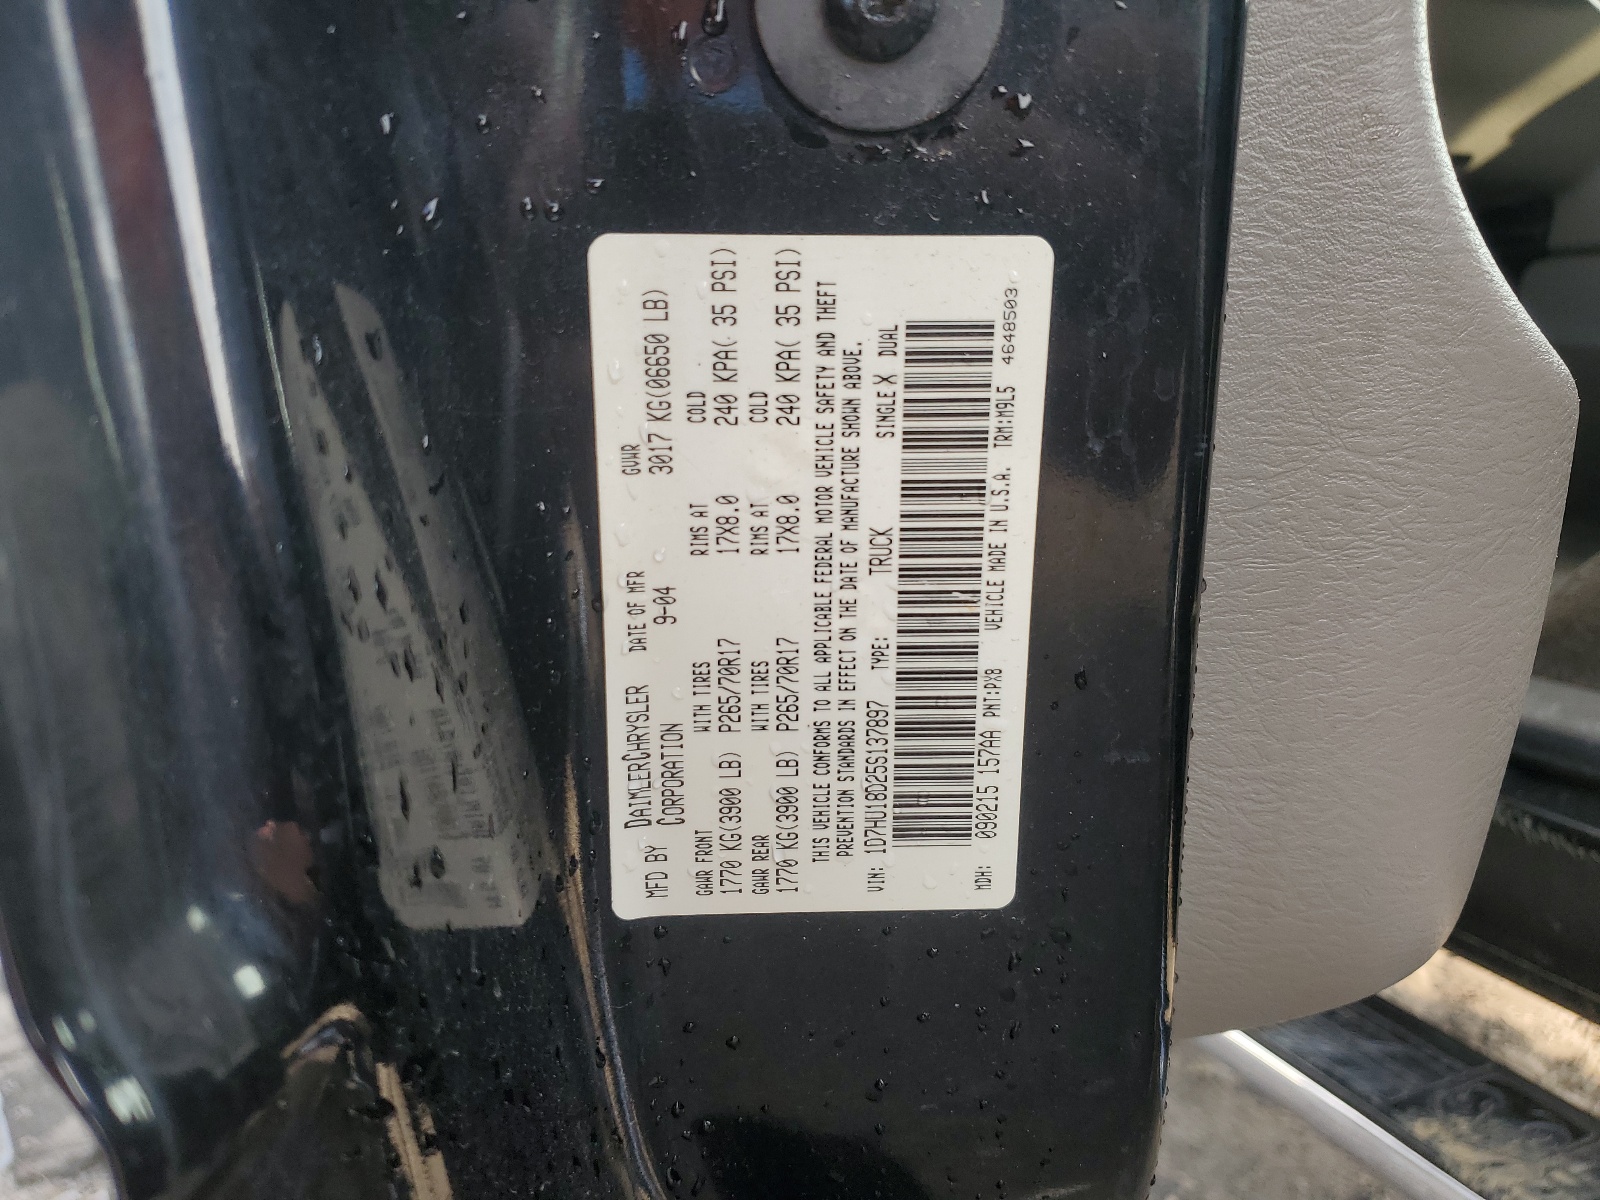 MFD BY DAIMLERCHRYSLER DATE OF MFR GVWR
CORPORATION 9-04 3017 KG(06650 LB)
GAWR FRONT WITH TIRES RIMS AT COLD
1770 KG(3900 LB) P265/70R17 17X8.0 240 KPA( 35 PSI)
GAWR REAR WITH TIRES RIMS AT COLD
1770 KG(3900 LB) P265/70R17 17X8.0 240 KPA( 35 PSI)
THIS VEHICLE CONFORMS TO ALL APPLICABLE FEDERAL MOTOR VEHICLE SAFETY AND THEFT
PREVENTION STANDARDS IN EFFECT ON THE DATE OF MANUFACTURE SHOWN ABOVE.
VIN: 1D7HU18D25S137897 TYPE: TRUCK SINGLE X DUAL
MDH: 090215 157AA PNT:PX8 VEHICLE MADE IN U.S.A. TRM:M9L5 4648503